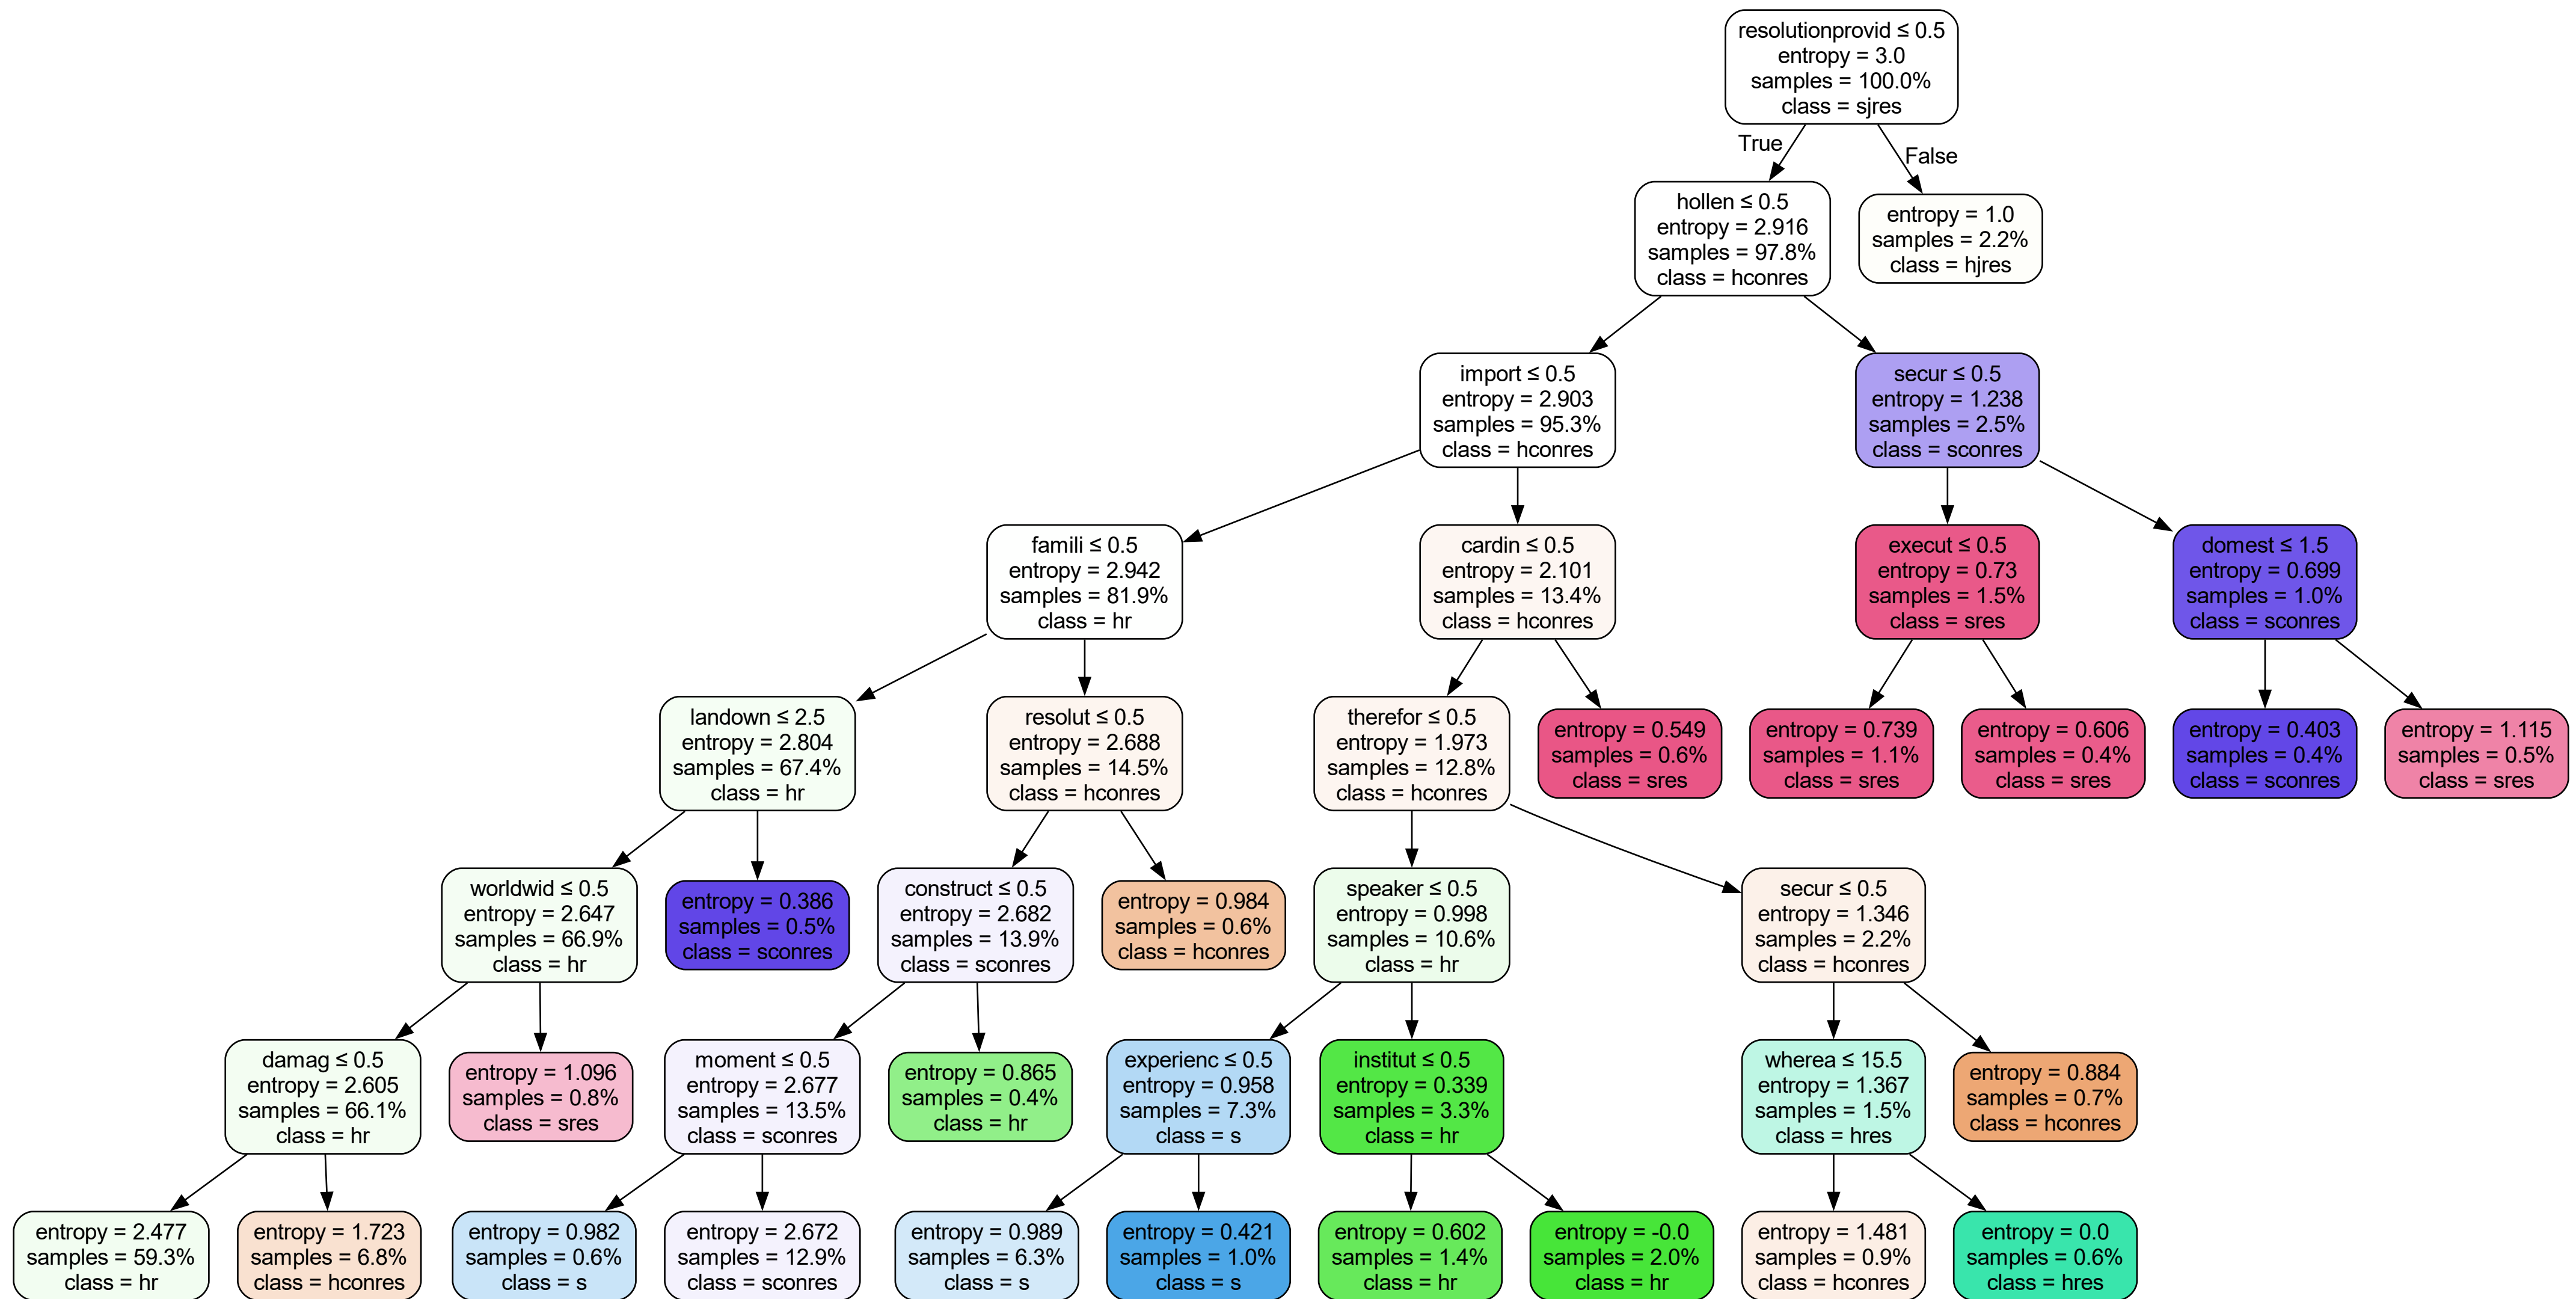 resolutionprovid ≤ 0.5
entropy = 3.0
samples = 100.0%
class = sjres
True
False
hollen ≤ 0.5
entropy = 2.916
samples = 97.8%
class = hconres
entropy = 1.0
samples = 2.2%
class = hjres
import ≤ 0.5
entropy = 2.903
samples = 95.3%
class = hconres
secur ≤ 0.5
entropy = 1.238
samples = 2.5%
class = sconres
famili ≤ 0.5
entropy = 2.942
samples = 81.9%
class = hr
cardin ≤ 0.5
entropy = 2.101
samples = 13.4%
class = hconres
execut ≤ 0.5
entropy = 0.73
samples = 1.5%
class = sres
domest ≤ 1.5
entropy = 0.699
samples = 1.0%
class = sconres
landown ≤ 2.5
entropy = 2.804
samples = 67.4%
class = hr
resolut ≤ 0.5
entropy = 2.688
samples = 14.5%
class = hconres
therefor ≤ 0.5
entropy = 1.973
samples = 12.8%
class = hconres
entropy = 0.549
samples = 0.6%
class = sres
entropy = 0.739
samples = 1.1%
class = sres
entropy = 0.606
samples = 0.4%
class = sres
entropy = 0.403
samples = 0.4%
class = sconres
entropy = 1.115
samples = 0.5%
class = sres
worldwid ≤ 0.5
entropy = 2.647
samples = 66.9%
class = hr
entropy = 0.386
samples = 0.5%
class = sconres
construct ≤ 0.5
entropy = 2.682
samples = 13.9%
class = sconres
entropy = 0.984
samples = 0.6%
class = hconres
speaker ≤ 0.5
entropy = 0.998
samples = 10.6%
class = hr
secur ≤ 0.5
entropy = 1.346
samples = 2.2%
class = hconres
damag ≤ 0.5
entropy = 2.605
samples = 66.1%
class = hr
entropy = 1.096
samples = 0.8%
class = sres
moment ≤ 0.5
entropy = 2.677
samples = 13.5%
class = sconres
entropy = 0.865
samples = 0.4%
class = hr
experienc ≤ 0.5
entropy = 0.958
samples = 7.3%
class = s
institut ≤ 0.5
entropy = 0.339
samples = 3.3%
class = hr
wherea ≤ 15.5
entropy = 1.367
samples = 1.5%
class = hres
entropy = 0.884
samples = 0.7%
class = hconres
entropy = 2.477
samples = 59.3%
class = hr
entropy = 1.723
samples = 6.8%
class = hconres
entropy = 0.982
samples = 0.6%
class = s
entropy = 2.672
samples = 12.9%
class = sconres
entropy = 0.989
samples = 6.3%
class = s
entropy = 0.421
samples = 1.0%
class = s
entropy = 0.602
samples = 1.4%
class = hr
entropy = -0.0
samples = 2.0%
class = hr
entropy = 1.481
samples = 0.9%
class = hconres
entropy = 0.0
samples = 0.6%
class = hres